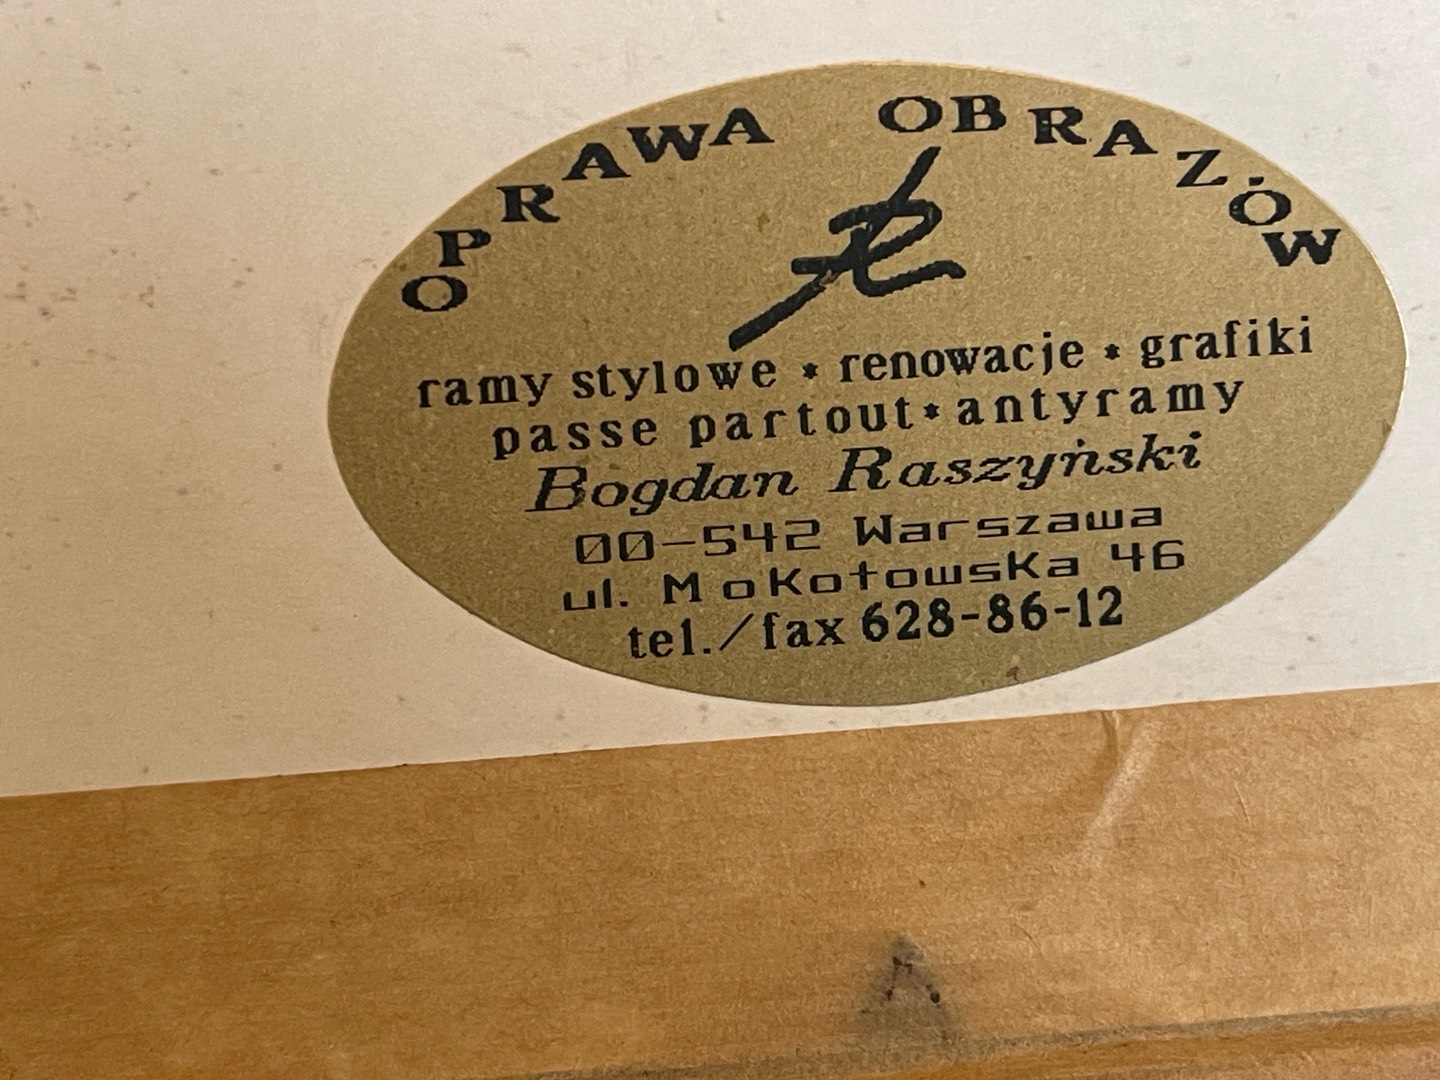 OPRAWA OBRAZÓW
ramy stylowe * renowacje * grafiki
passe partout * antyramy
Bogdan Raszyński
00-542 Warszawa
ul. Mokotowska 46
tel./fax 628-86-12